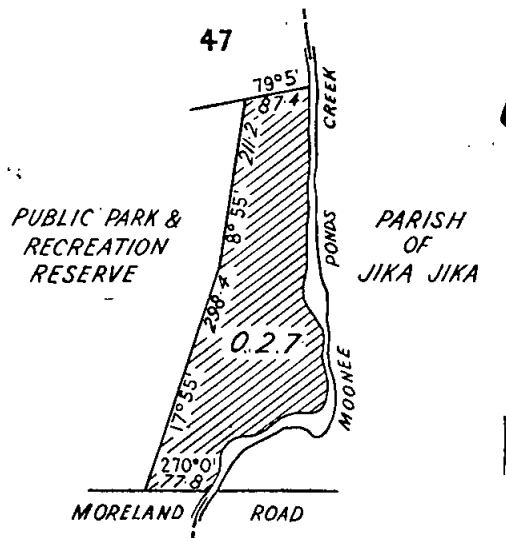 47
79°5'
87.4
CREEK
211.2
8°55'
PUBLIC PARK &
RECREATION
RESERVE
PONDS
PARISH
OF
JIKA JIKA
298.4
0.2.7
MOONEE
17°55'
270°0'
77.8
MORELAND ROAD